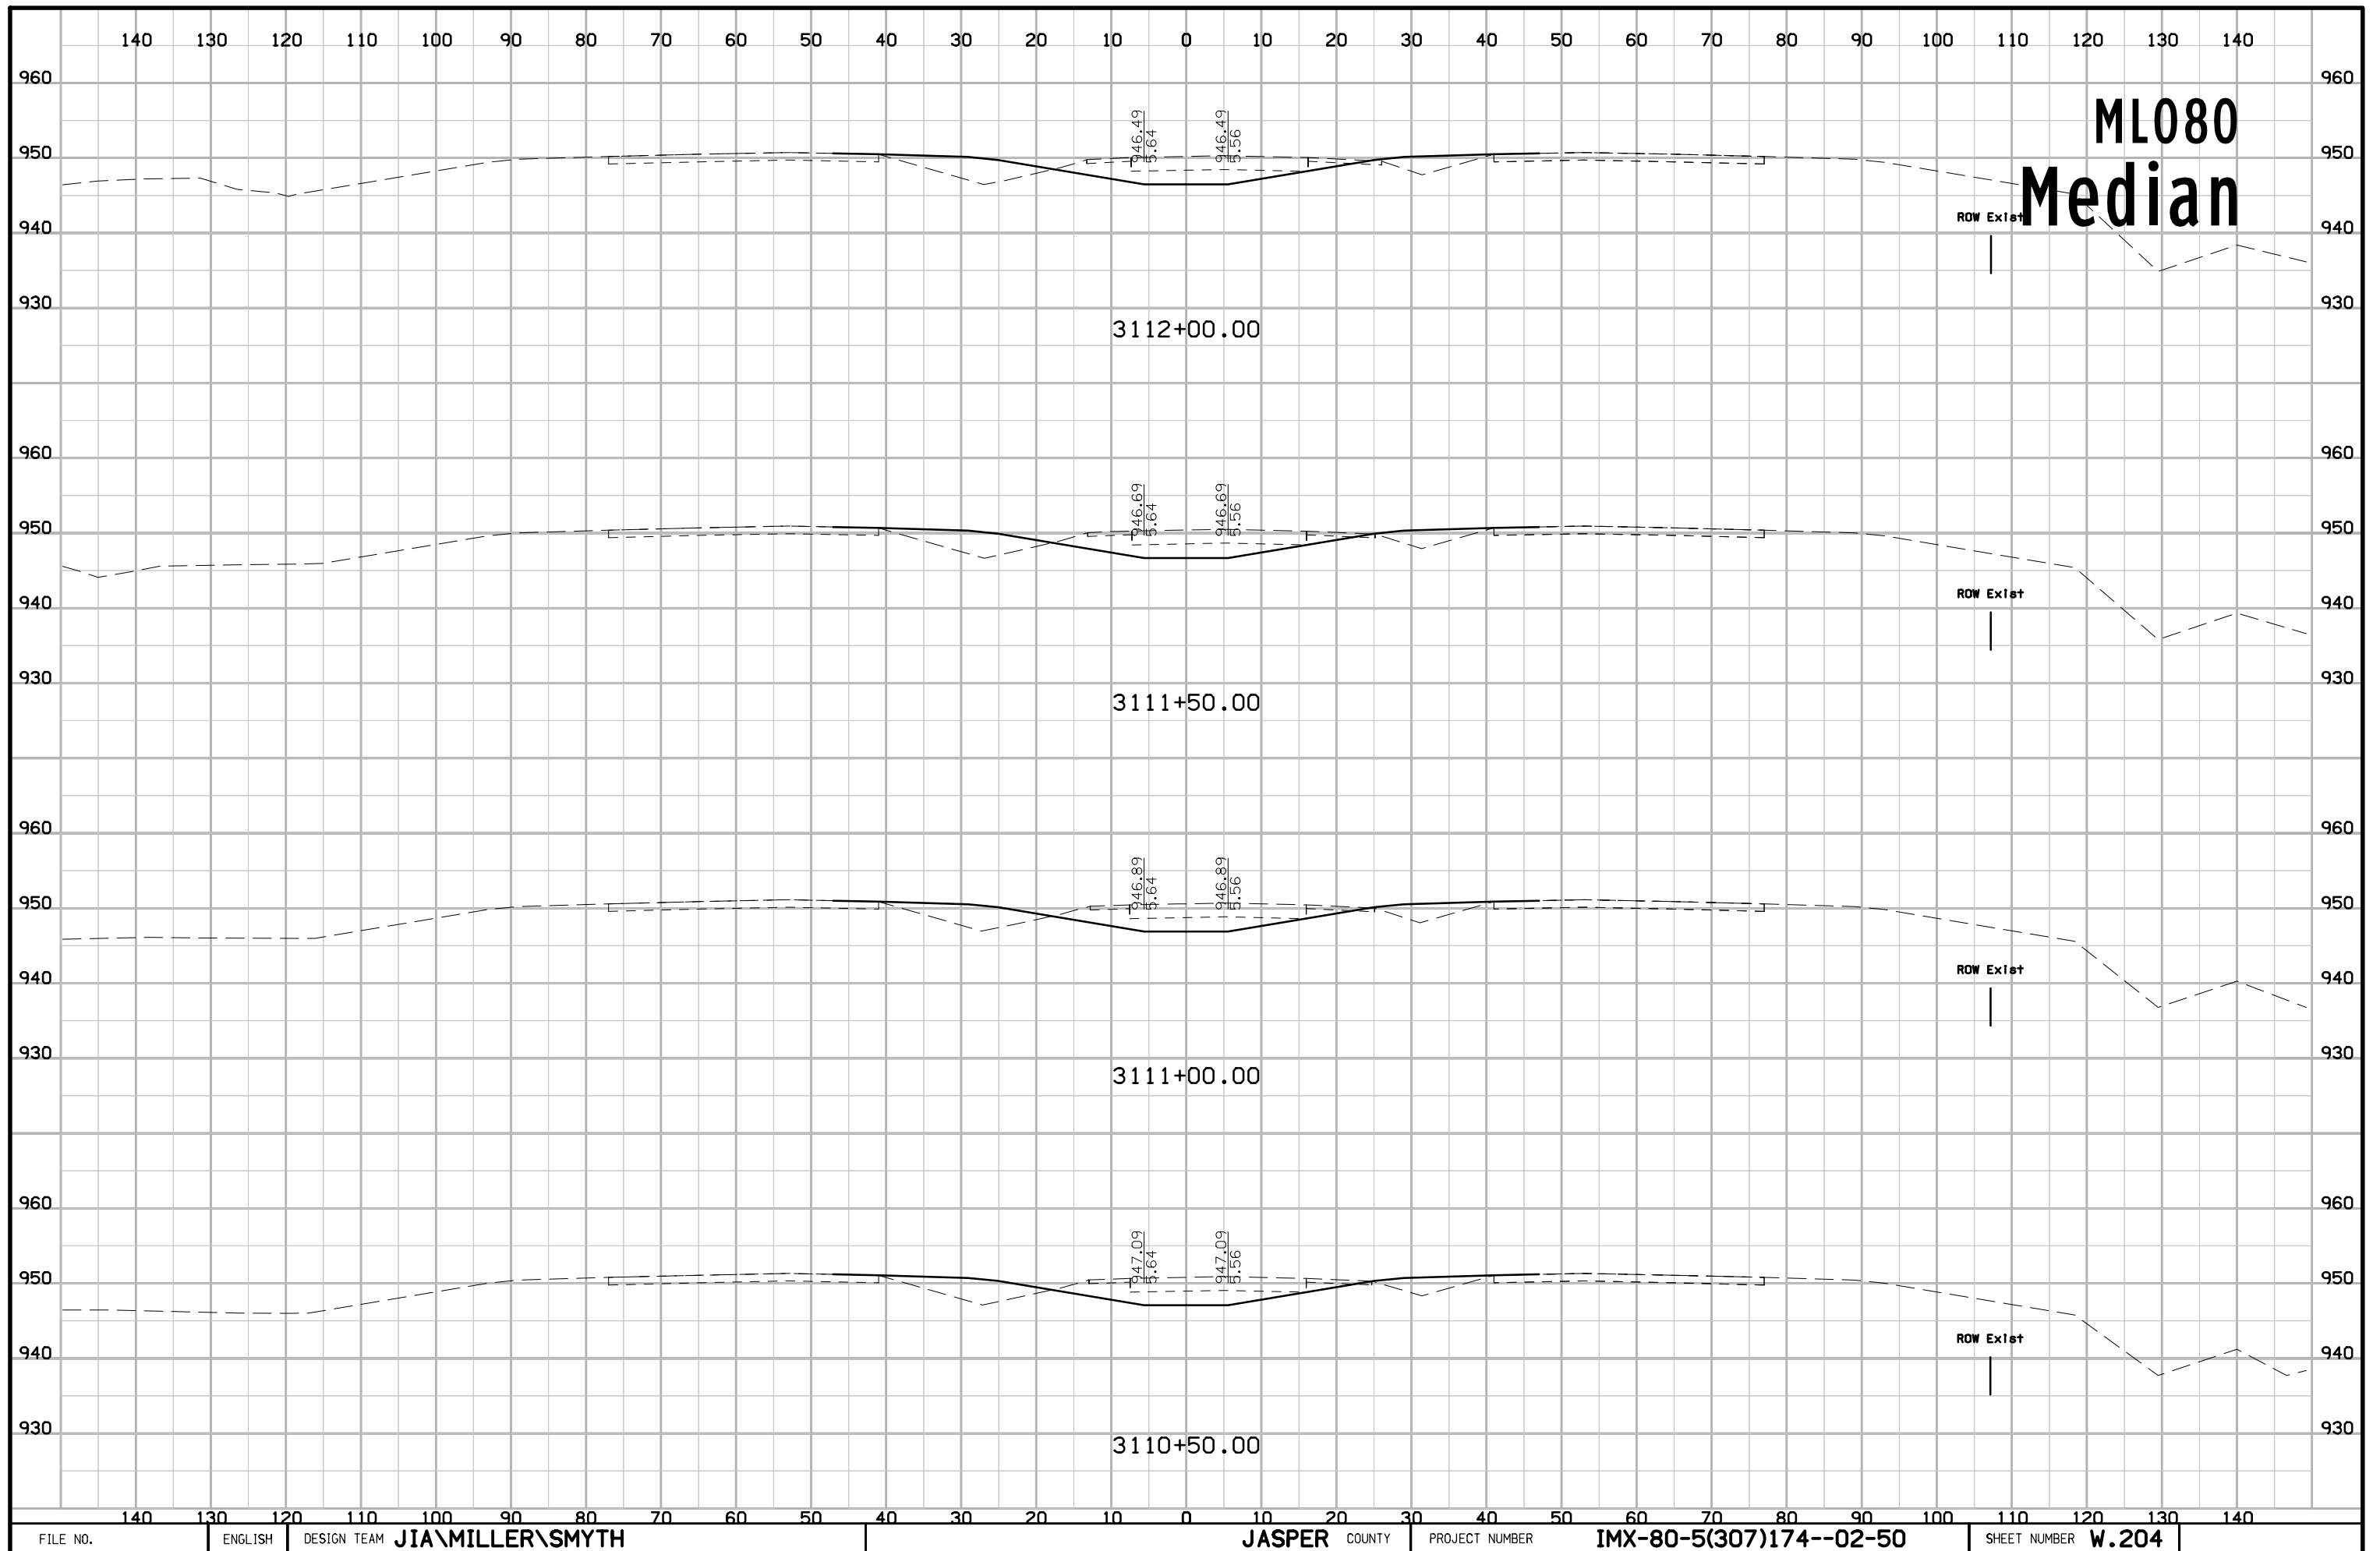 140 130 120 110 100 90 80 70 60 50 40 30 20 10 0 10 20 30 40 50 60 70 80 90 100 110 120 130 140
960 960
ML080
946.49 5.64 946.49 5.56
950 950
Median
ROW Exist
940 940
930 930
3112+00.00
960 960
946.69 5.64 946.69 5.56
950 950
ROW Exist
940 940
930 930
3111+50.00
960 960
946.89 5.64 946.89 5.56
950 950
ROW Exist
940 940
930 930
3111+00.00
960 960
947.09 5.64 947.09 5.56
950 950
ROW Exist
940 940
930 930
3110+50.00
140 130 120 110 100 90 80 70 60 50 40 30 20 10 0 10 20 30 40 50 60 70 80 90 100 110 120 130 140
FILE NO. ENGLISH DESIGN TEAM JIA\MILLER\SMYTH JASPER COUNTY PROJECT NUMBER IMX-80-5(307)174--02-50 SHEET NUMBER W.204